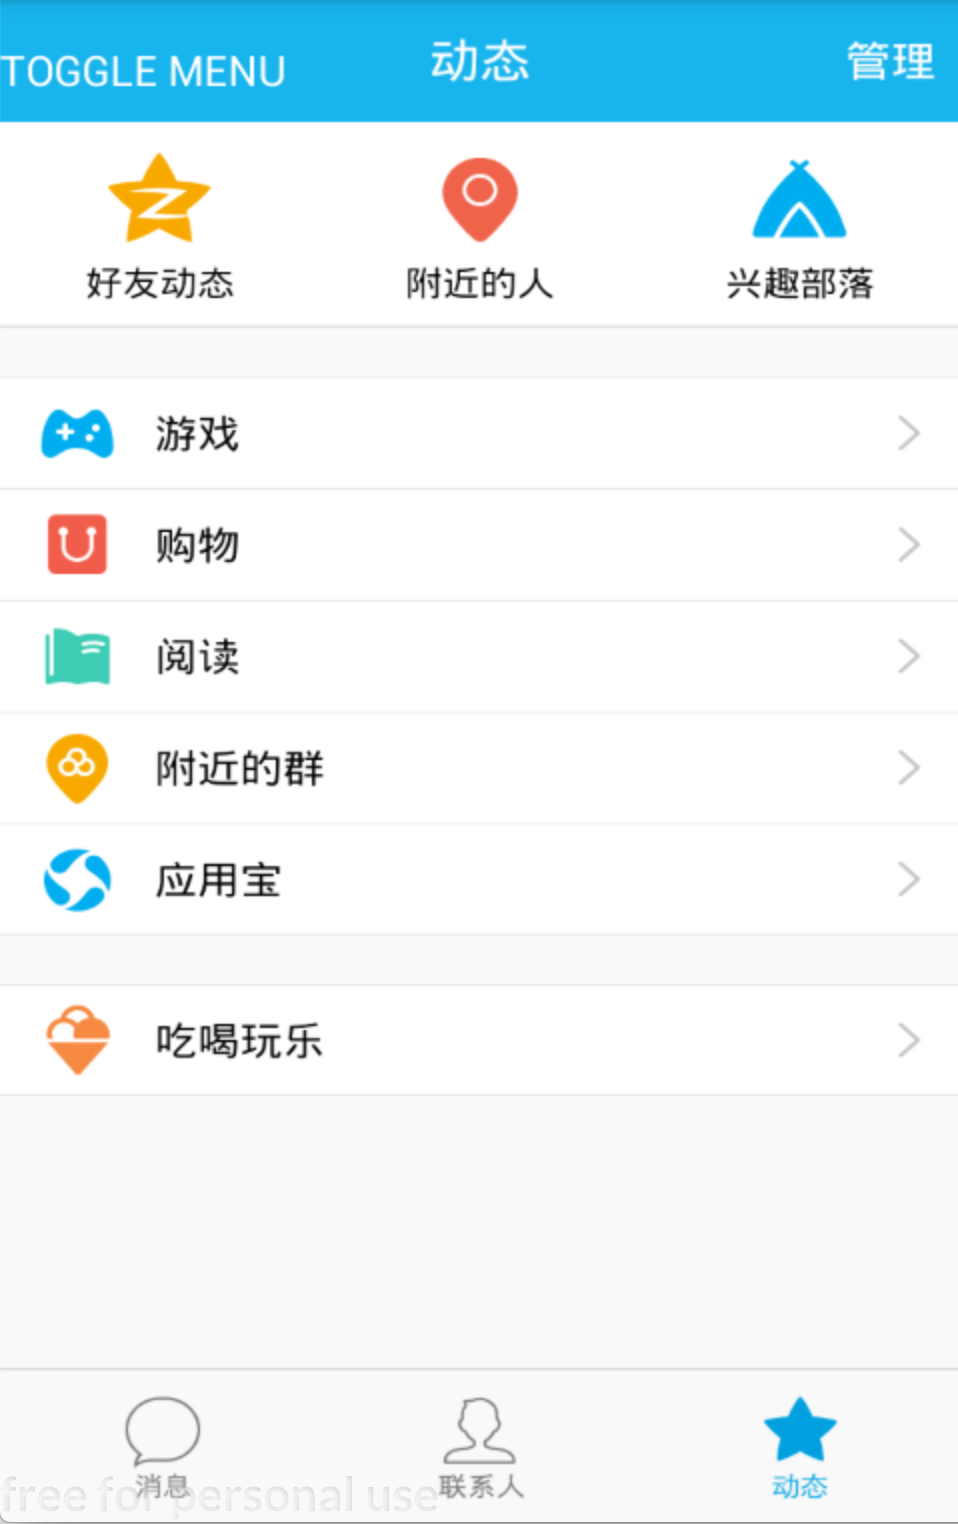 TOGGLE MENU 动态 管理
好友动态 附近的人 兴趣部落
游戏
购物
阅读
附近的群
应用宝
吃喝玩乐
消息 联系人 动态
free for personal use